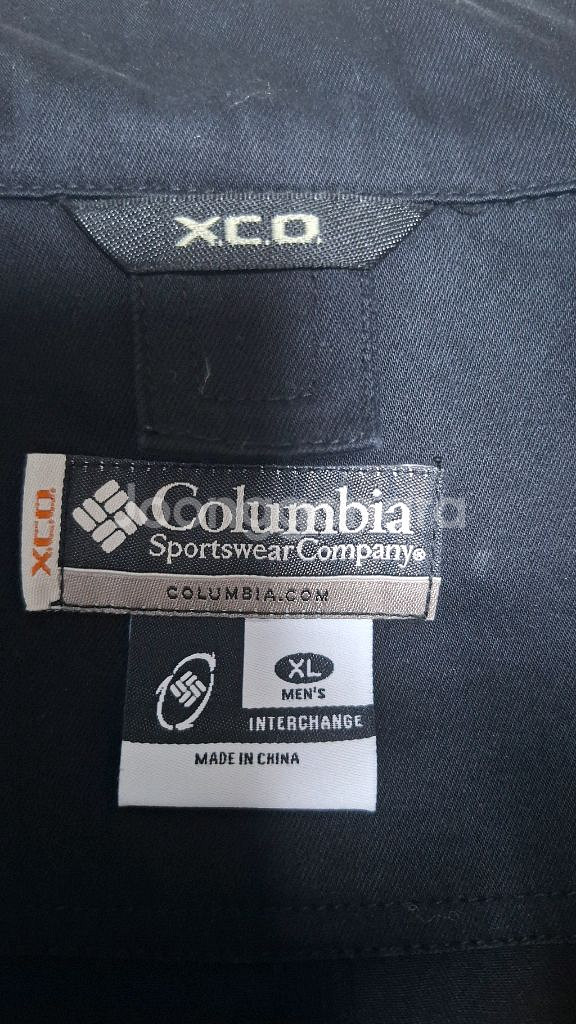 X.C.O.
X.C.O.
Columbia
Sportswear Company®
COLUMBIA.COM
XL
MEN'S
INTERCHANGE
MADE IN CHINA